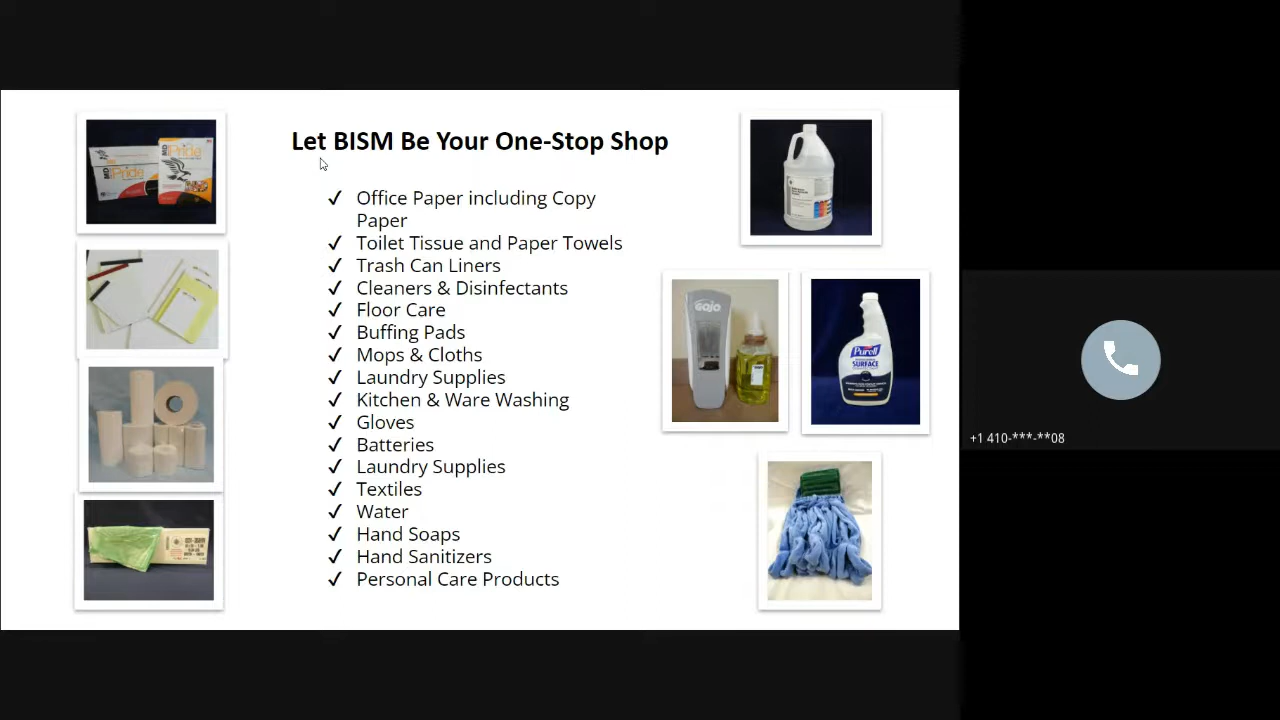 Let BISM Be Your One-Stop Shop
✓ Office Paper including Copy
Paper
✓ Toilet Tissue and Paper Towels
✓ Trash Can Liners
✓ Cleaners & Disinfectants
✓ Floor Care
✓ Buffing Pads
✓ Mops & Cloths
✓ Laundry Supplies
✓ Kitchen & Ware Washing
✓ Gloves
✓ Batteries
✓ Laundry Supplies
✓ Textiles
✓ Water
✓ Hand Soaps
✓ Hand Sanitizers
✓ Personal Care Products
MD Pride
MD Pride
GOJO
Purell
SURFACE
+1 410-***-**08